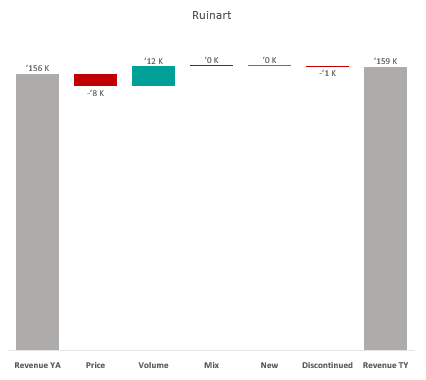 Ruinart
'156 K
-'8 K
'12 K
'0 K
'0 K
-'1 K
'159 K
Revenue YA Price Volume Mix New Discontinued Revenue TY